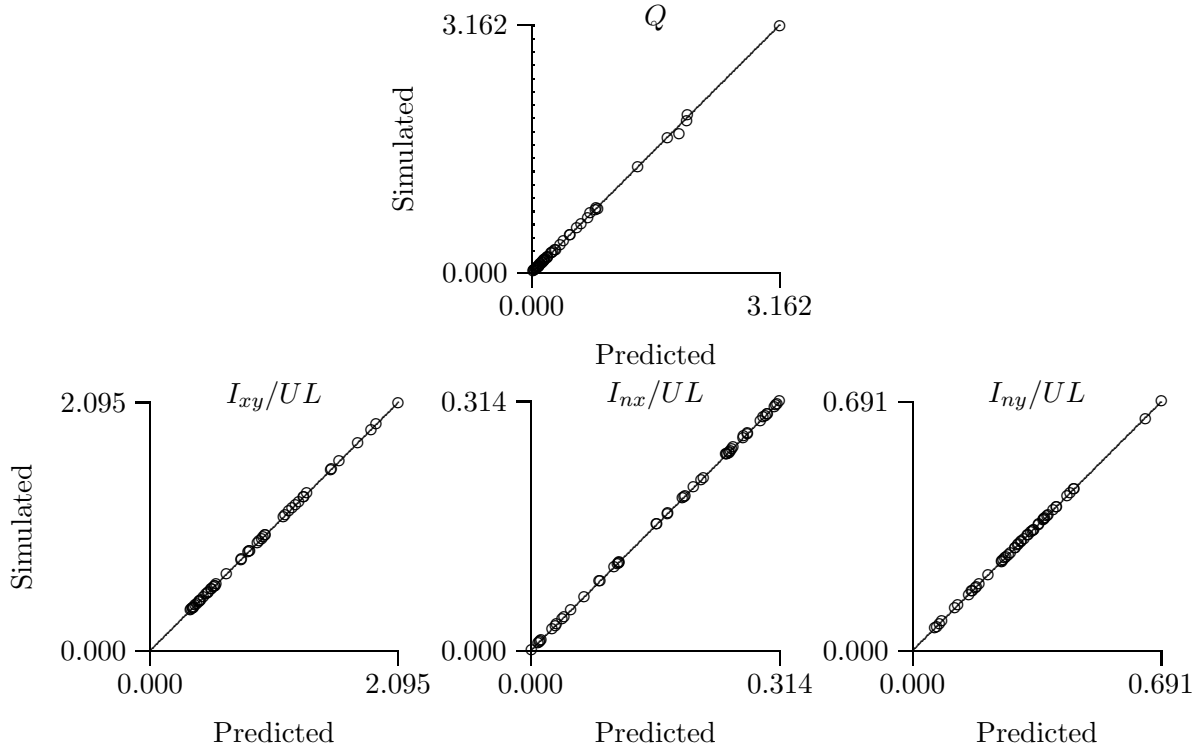 Q
3.162
Simulated
0.000
0.000 3.162
Predicted
I_{xy}/UL
2.095
Simulated
0.000
0.000 2.095
Predicted
I_{nx}/UL
0.314
0.000
0.000 0.314
Predicted
I_{ny}/UL
0.691
0.000
0.000 0.691
Predicted